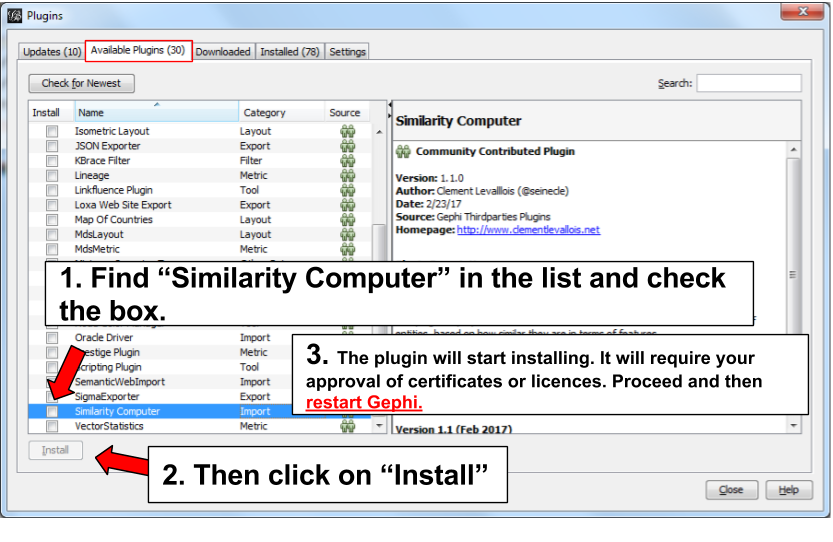 Plugins
Updates (10) Available Plugins (30) Downloaded Installed (78) Settings
Check for Newest
Search:
Install Name Category Source
Isometric Layout Layout
JSON Exporter Export
KBrace Filter Filter
Lineage Metric
Linkfluence Plugin Tool
Loxa Web Site Export Export
Map Of Countries Layout
MdsLayout Layout
MdsMetric Metric
Oracle Driver Import
Plugin Metric
Scripting Plugin Tool
SemanticWebImport Import
SigmaExporter Export
Similarity Computer Import
VectorStatistics Metric
Install
Similarity Computer
Community Contributed Plugin
Version: 1.1.0
Author: Clement Levallois (@seinecle)
Date: 2/23/17
Source: Gephi Thirdparties Plugins
Homepage: http://www.clementlevallois.net
entities, based on how similar they are in terms of features.
Version 1.1 (Feb 2017)
1. Find “Similarity Computer” in the list and check
the box.
3. The plugin will start installing. It will require your
approval of certificates or licences. Proceed and then
restart Gephi.
2. Then click on “Install”
Close Help